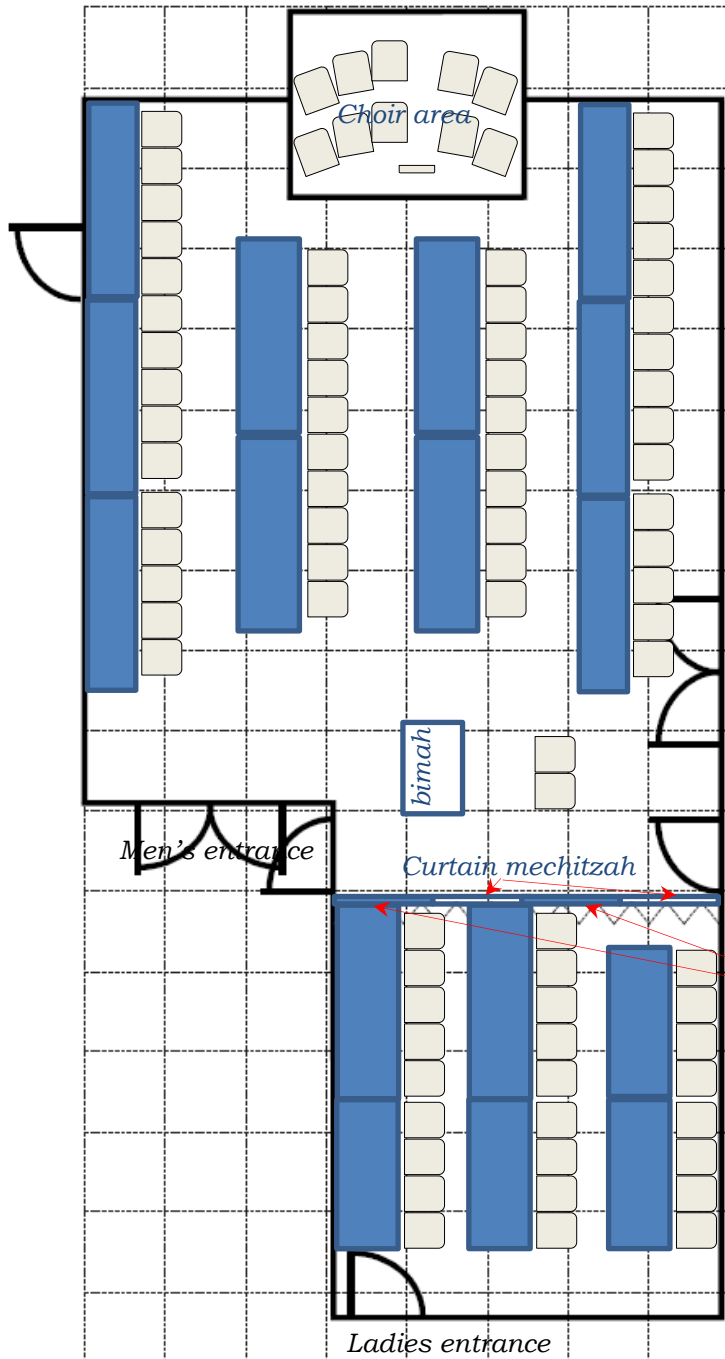 Choir area
bimah
Men's entrance
Curtain mechitzah
Ladies entrance